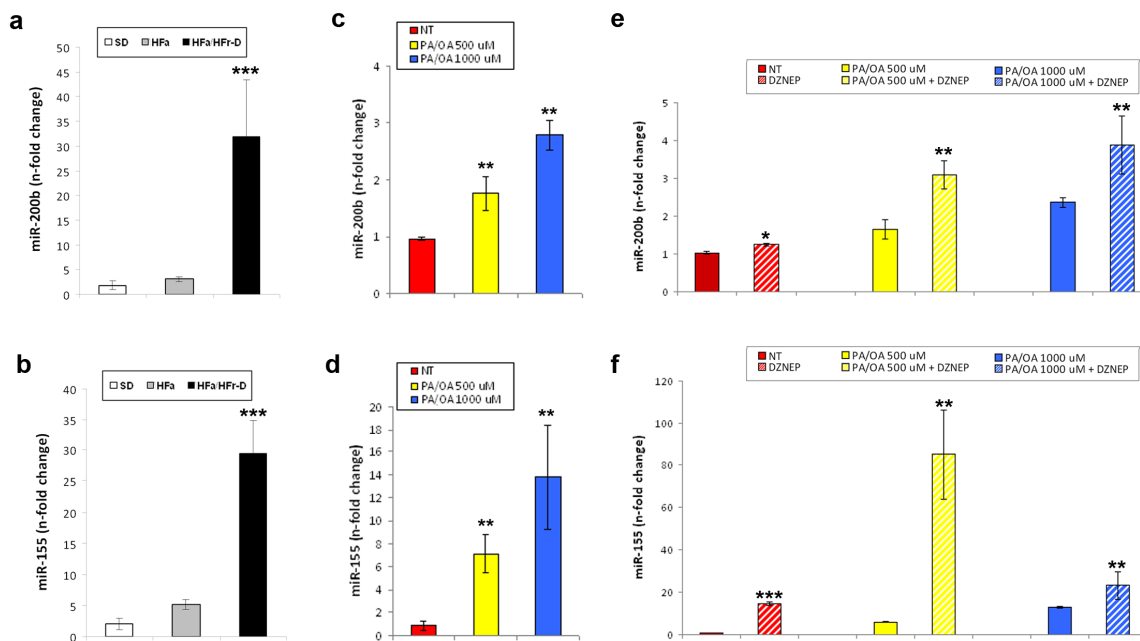 a
SD HFa HFa/HFr-D
miR-200b (n-fold change)
50
45
40
35
30
25
20
15
10
5
0
***
b
SD HFa HFa/HFr-D
miR-155 (n-fold change)
40
35
30
25
20
15
10
5
0
***
c
NT
PA/OA 500 uM
PA/OA 1000 uM
miR-200b (n-fold change)
4
3
2
1
0
**
**
d
NT
PA/OA 500 uM
PA/OA 1000 uM
miR-155 (n-fold change)
20
18
16
14
12
10
8
6
4
2
0
**
**
e
NT PA/OA 500 uM PA/OA 1000 uM
DZNEP PA/OA 500 uM + DZNEP PA/OA 1000 uM + DZNEP
miR-200b (n-fold change)
5
4
3
2
1
0
*
**
**
f
NT PA/OA 500 uM PA/OA 1000 uM
DZNEP PA/OA 500 uM + DZNEP PA/OA 1000 uM + DZNEP
miR-155 (n-fold change)
120
100
80
60
40
20
0
***
**
**